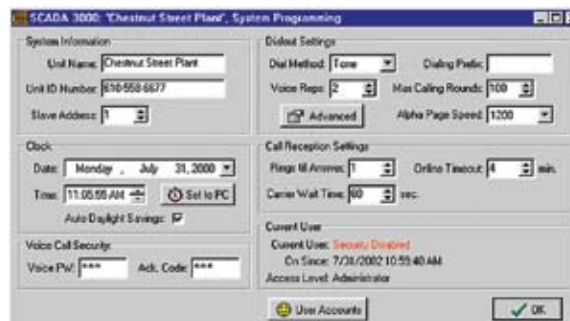 SCADA 3000: "Chestnut Street Plant", System Programming
System Information
Unit Name: Chestnut Street Plant
Unit ID Number: 610-558-6677
Slave Address: 1
Clock
Date: Monday , July 31, 2000
Time: 11:05:55 AM Set to PC
Auto Daylight Savings:
Voice Call Security:
Voice PW: *** Ack. Code: ***
Dialout Settings
Dial Method: Tone Dialing Prefix:
Voice Reps: 2 Max Calling Rounds: 100
Advanced Alpha Page Speed: 1200
Call Reception Settings
Rings till Answer: 1 Online Timeout: 4 min.
Carrier Wait Time: 60 sec.
Current User
Current User: Security Disabled
On Since: 7/31/2002 10:59:40 AM
Access Level: Administrator
User Accounts OK